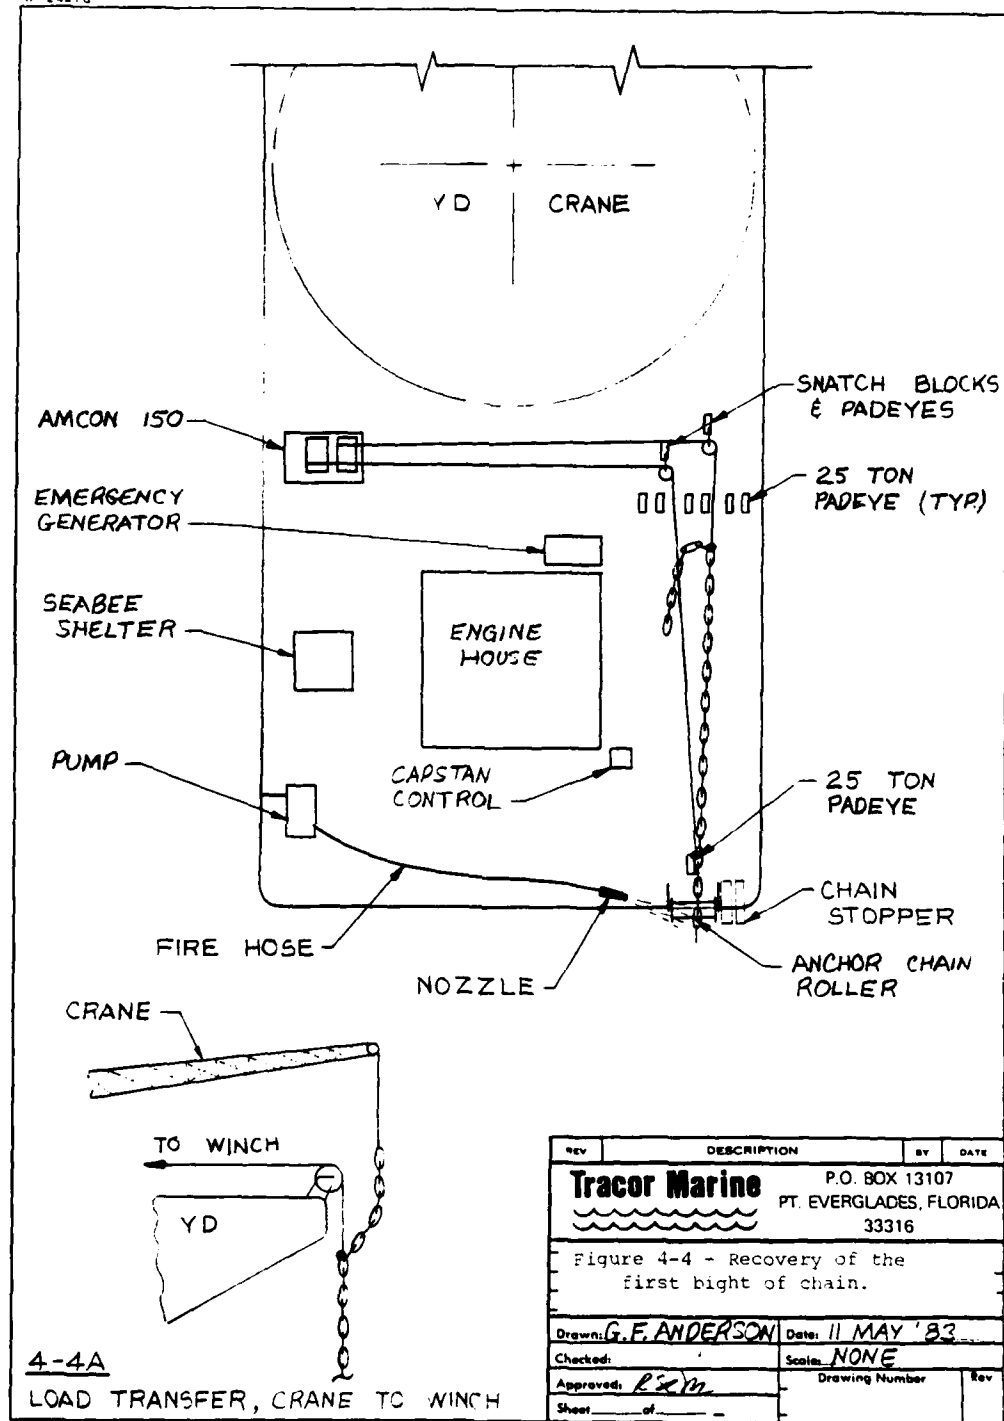 YD CRANE
SNATCH BLOCKS
& PADEYES
AMCON 150
25 TON
PADEYE (TYP.)
EMERGENCY
GENERATOR
SEABEE
SHELTER
ENGINE
HOUSE
PUMP
CAPSTAN
CONTROL
25 TON
PADEYE
CHAIN
STOPPER
FIRE HOSE
NOZZLE
ANCHOR CHAIN
ROLLER
CRANE
TO WINCH
YD
4-4A
LOAD TRANSFER, CRANE TO WINCH
REV DESCRIPTION BY DATE
Tracor Marine
P.O. BOX 13107
PT. EVERGLADES, FLORIDA
33316
Figure 4-4 - Recovery of the
first bight of chain.
Drawn: G.F. ANDERSON Date: 11 MAY '83
Checked: Scale: NONE
Approved: Drawing Number Rev
Sheet of